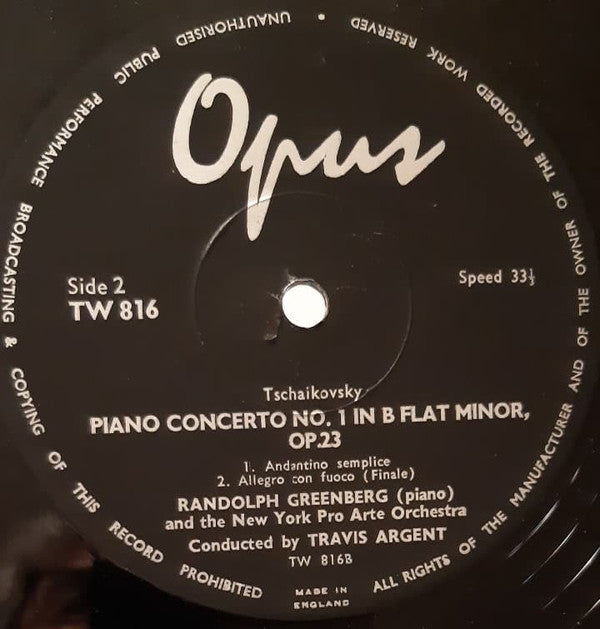 Opus
Side 2
TW 816
Speed 33⅓
Tschaikovsky
PIANO CONCERTO NO. 1 IN B FLAT MINOR,
OP.23
1. Andantino semplice
2. Allegro con fuoco (Finale)
RANDOLPH GREENBERG (piano)
and the New York Pro Arte Orchestra
Conducted by TRAVIS ARGENT
TW 816B
MADE IN
ENGLAND
ALL RIGHTS OF THE MANUFACTURER AND OF THE OWNER OF THE RECORDED WORK RESERVED • UNAUTHORISED PUBLIC PERFORMANCE BROADCASTING & COPYING OF THIS RECORD PROHIBITED